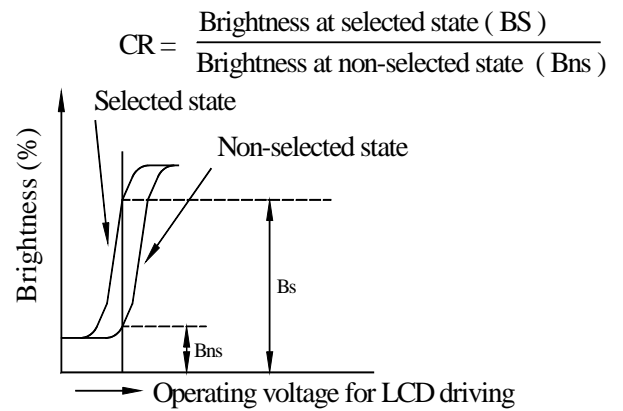 CR = Brightness at selected state ( BS )
Brightness at non-selected state ( Bns )
Selected state
Non-selected state
Brightness (%)
Bs
Bns
Operating voltage for LCD driving